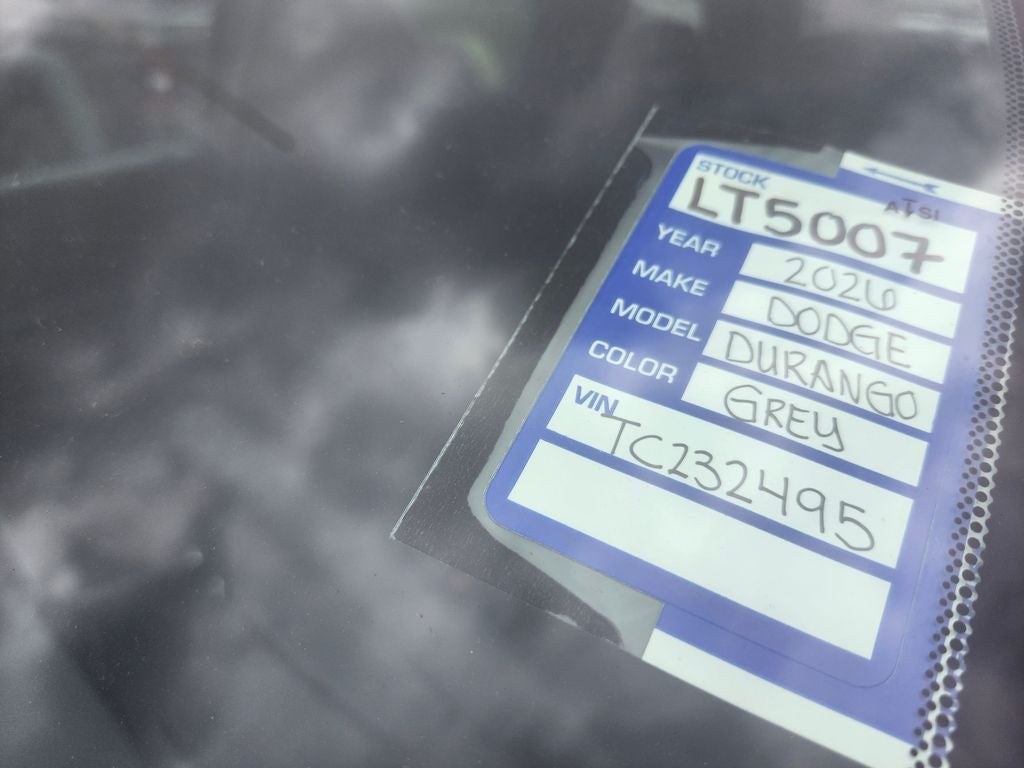 STOCK
ATSI
LT5007
YEAR 2026
MAKE DODGE
MODEL DURANGO
COLOR GREY
VIN
TC232495